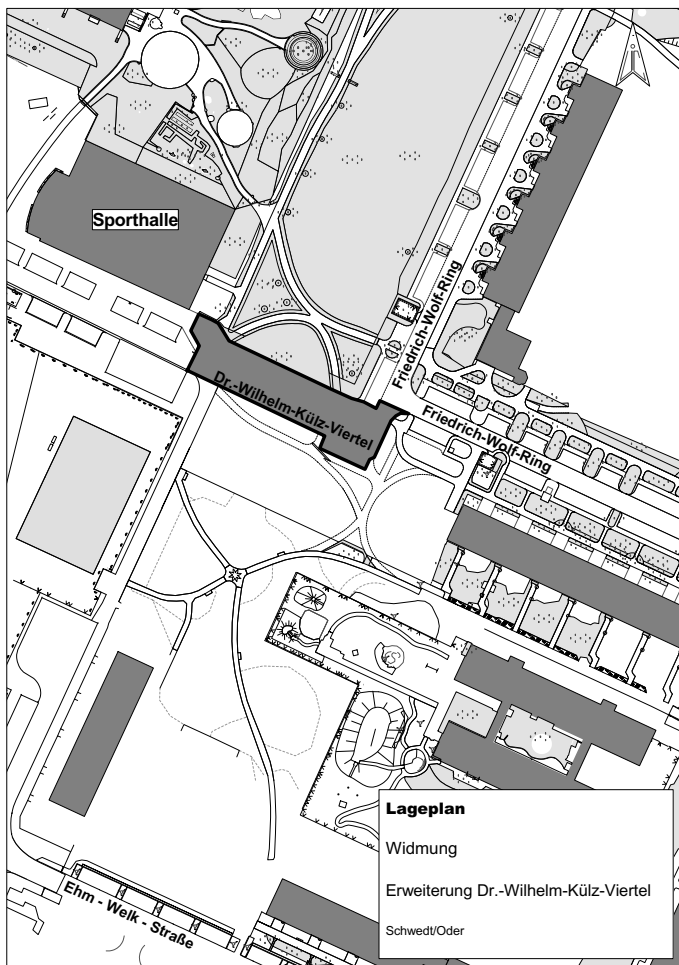 Sporthalle
Friedrich-Wolf-Ring
Dr.-Wilhelm-Külz-Viertel
Friedrich-Wolf-Ring
Lageplan
Widmung
Erweiterung Dr.-Wilhelm-Külz-Viertel
Ehm - Welk - Straße
Schwedt/Oder